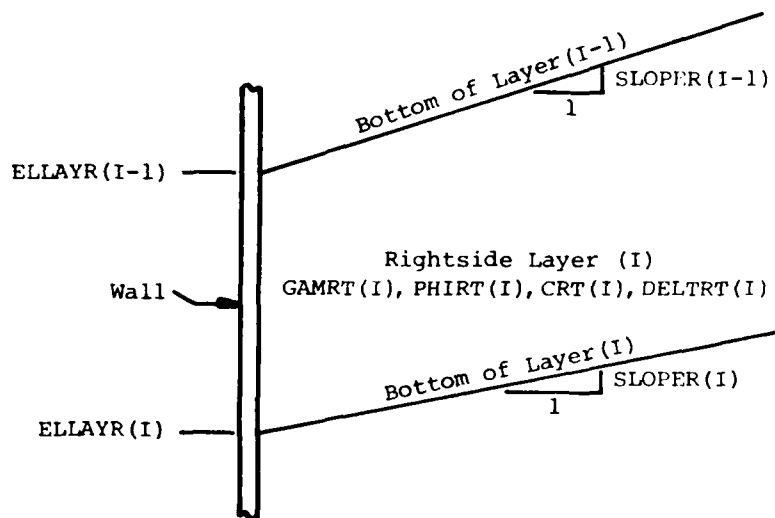 Bottom of Layer(I-1)
SLOPER(I-1)
1
ELLAYR(I-1)
Rightside Layer (I)
GAMRT(I), PHIRT(I), CRT(I), DELTRT(I)
Wall
Bottom of Layer(I)
SLOPER(I)
1
ELLAYR(I)